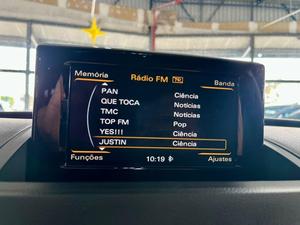 Memória Rádio FM TP Banda
PAN Ciência
QUE TOCA Notícias
TMC Notícias
TOP FM Pop
YES!!! Ciência
JUSTIN Ciência
Funções 10:19 Ajustes